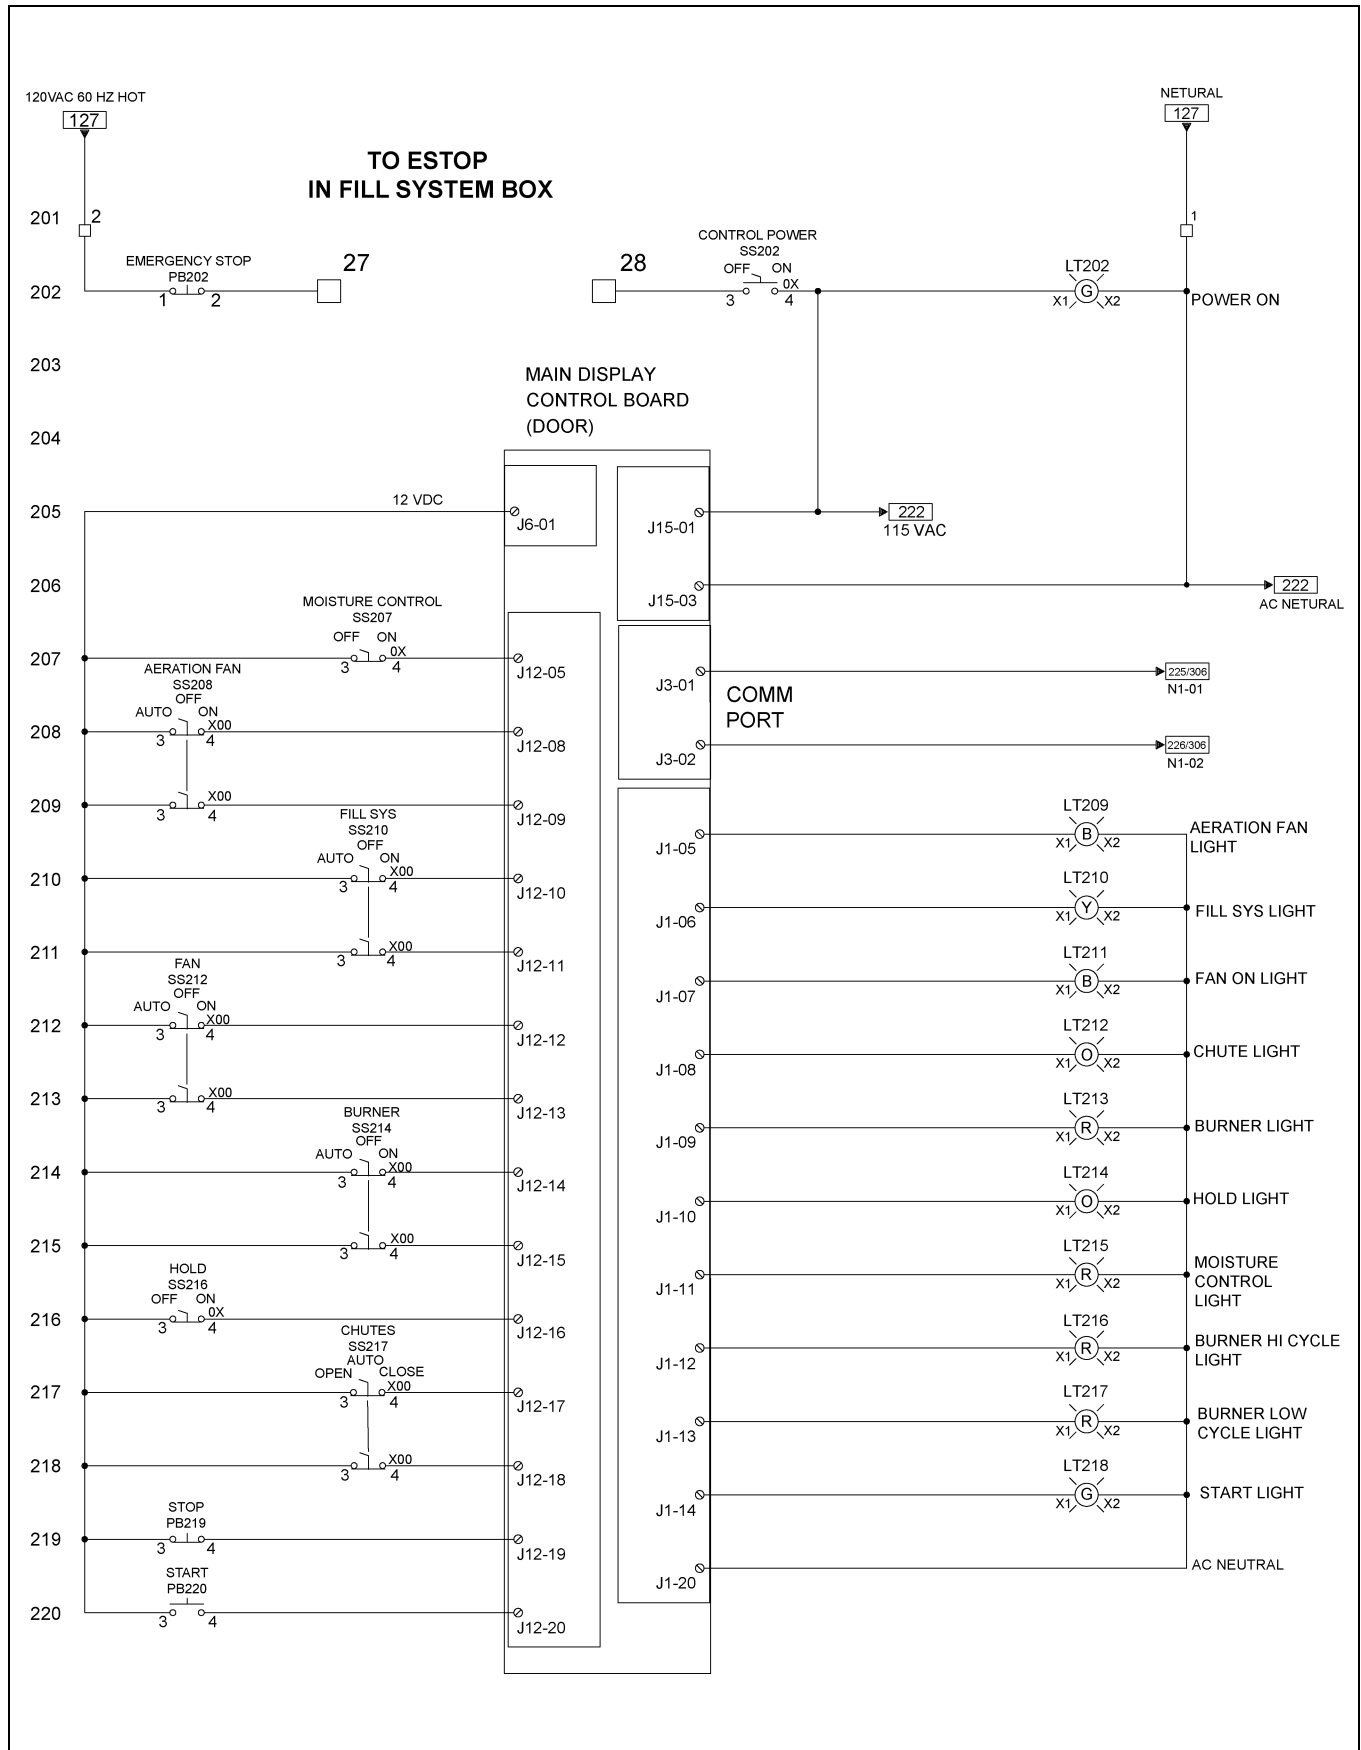 120VAC 60 HZ HOT
127
NETURAL
127
TO ESTOP
IN FILL SYSTEM BOX
201
2
1
EMERGENCY STOP
PB202
27
28
CONTROL POWER
SS202
OFF ON
0X
LT202
G
202
1 2
3 4
X1 X2
POWER ON
203
MAIN DISPLAY
CONTROL BOARD
(DOOR)
204
205
12 VDC
J6-01
J15-01
222
115 VAC
206
J15-03
222
AC NETURAL
MOISTURE CONTROL
SS207
OFF ON
0X
207
3 4
J12-05
J3-01
225/306
N1-01
COMM
PORT
AERATION FAN
SS208
OFF
AUTO ON
X00
208
3 4
J12-08
J3-02
226/306
N1-02
209
X00
3 4
J12-09
LT209
B
X1 X2
J1-05
AERATION FAN
LIGHT
FILL SYS
SS210
OFF
AUTO ON
X00
210
3 4
J12-10
LT210
Y
X1 X2
J1-06
FILL SYS LIGHT
211
X00
3 4
J12-11
LT211
B
X1 X2
J1-07
FAN ON LIGHT
FAN
SS212
OFF
AUTO ON
X00
212
3 4
J12-12
LT212
O
X1 X2
J1-08
CHUTE LIGHT
213
X00
3 4
J12-13
LT213
R
X1 X2
J1-09
BURNER LIGHT
BURNER
SS214
OFF
AUTO ON
X00
214
3 4
J12-14
LT214
O
X1 X2
J1-10
HOLD LIGHT
215
X00
3 4
J12-15
LT215
R
X1 X2
J1-11
MOISTURE
CONTROL
LIGHT
HOLD
SS216
OFF ON
0X
216
3 4
J12-16
LT216
R
X1 X2
J1-12
BURNER HI CYCLE
LIGHT
CHUTES
SS217
AUTO
OPEN CLOSE
X00
217
3 4
J12-17
LT217
R
X1 X2
J1-13
BURNER LOW
CYCLE LIGHT
218
X00
3 4
J12-18
LT218
G
X1 X2
J1-14
START LIGHT
STOP
PB219
219
3 4
J12-19
J1-20
AC NEUTRAL
START
PB220
220
3 4
J12-20